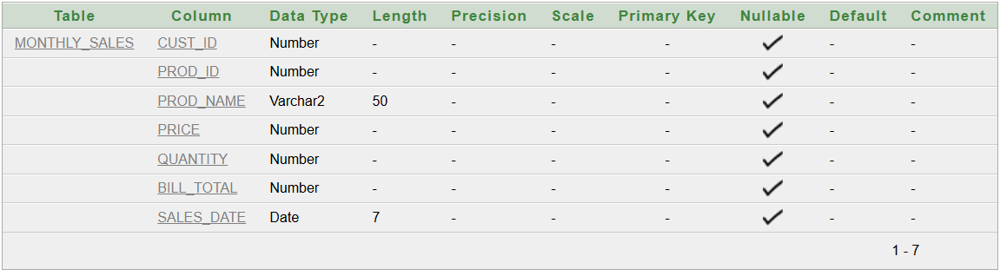 Table Column Data Type Length Precision Scale Primary Key Nullable Default Comment
MONTHLY_SALES CUST_ID Number - - - - - -
PROD_ID Number - - - - - -
PROD_NAME Varchar2 50 - - - - -
PRICE Number - - - - - -
QUANTITY Number - - - - - -
BILL_TOTAL Number - - - - - -
SALES_DATE Date 7 - - - - -
1 - 7